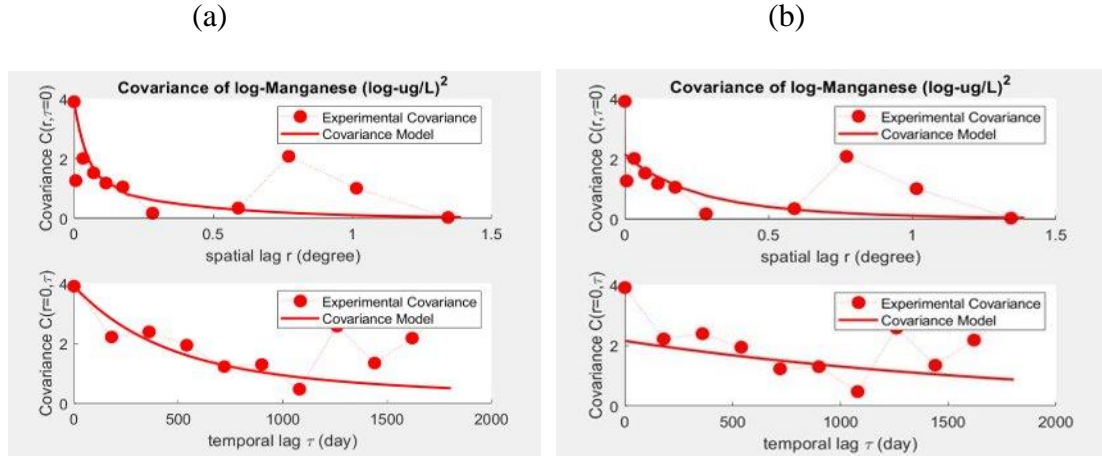 (a)
Covariance of log-Manganese (log-ug/L)²
Covariance C(r,τ=0)
4
2
0
Experimental Covariance
Covariance Model
0
0.5
1
1.5
spatial lag r (degree)
Covariance C(r=0,τ)
4
2
0
Experimental Covariance
Covariance Model
0
500
1000
1500
2000
temporal lag τ (day)
(b)
Covariance of log-Manganese (log-ug/L)²
Covariance C(r,τ=0)
4
2
0
Experimental Covariance
Covariance Model
0
0.5
1
1.5
spatial lag r (degree)
Covariance C(r=0,τ)
4
2
0
Experimental Covariance
Covariance Model
0
500
1000
1500
2000
temporal lag τ (day)